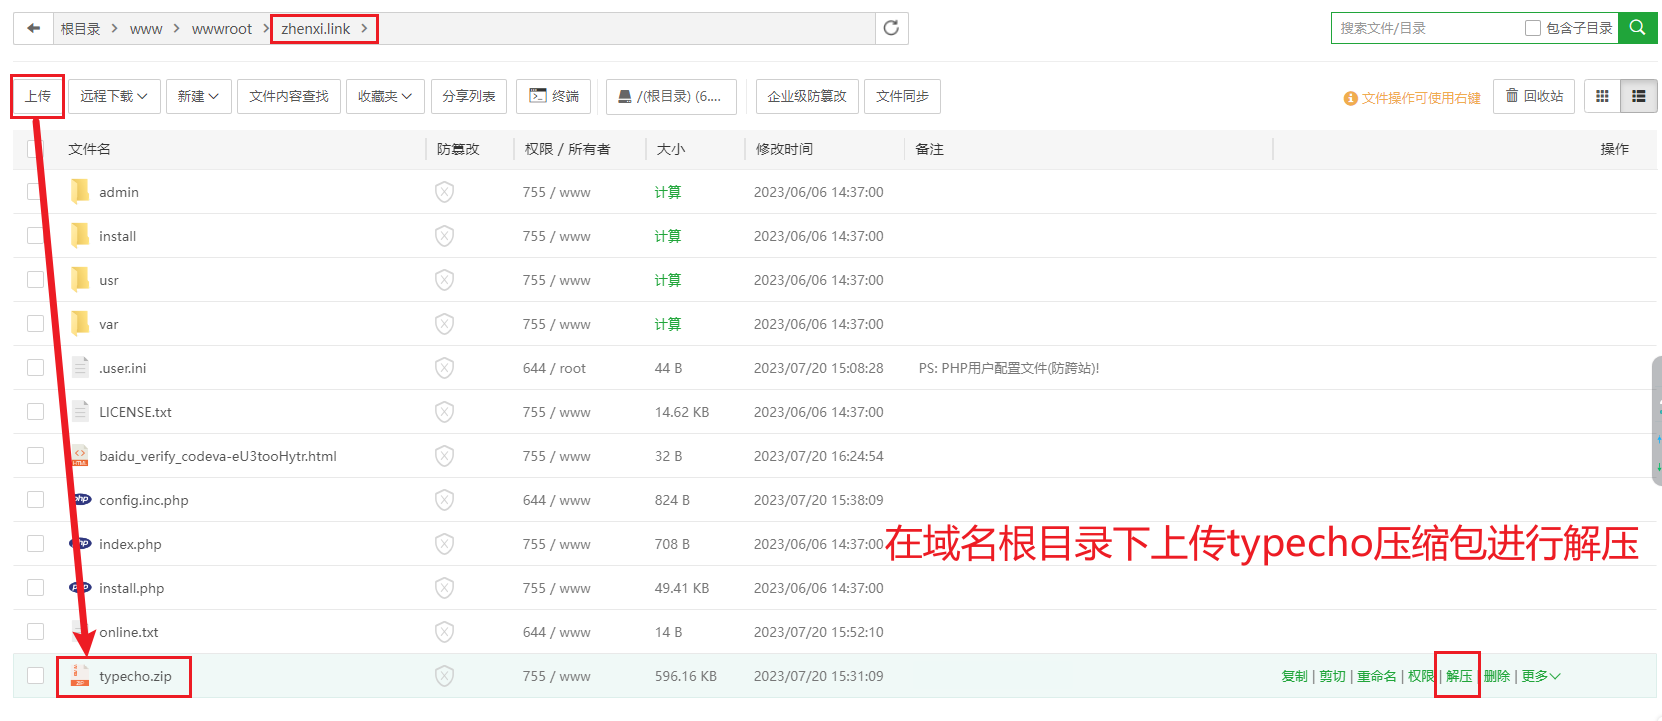 根目录 > www > wwwroot > zhenxi.link >
搜索文件/目录 包含子目录
上传 远程下载 新建 文件内容查找 收藏夹 分享列表 终端 /(根目录) (6.... 企业级防篡改 文件同步 文件操作可使用右键 回收站
文件名 防篡改 权限 / 所有者 大小 修改时间 备注 操作
admin 755 / www 计算 2023/06/06 14:37:00
install 755 / www 计算 2023/06/06 14:37:00
usr 755 / www 计算 2023/06/06 14:37:00
var 755 / www 计算 2023/06/06 14:37:00
.user.ini 644 / root 44 B 2023/07/20 15:08:28 PS: PHP用户配置文件(防跨站)!
LICENSE.txt 755 / www 14.62 KB 2023/06/06 14:37:00
baidu_verify_codeva-eU3tooHytr.html 755 / www 32 B 2023/07/20 16:24:54
config.inc.php 644 / www 824 B 2023/07/20 15:38:09
index.php 755 / www 708 B 2023/06/06 14:37:00
在域名根目录下上传typecho压缩包进行解压
install.php 755 / www 49.41 KB 2023/06/06 14:37:00
online.txt 644 / www 14 B 2023/07/20 15:52:10
typecho.zip 755 / www 596.16 KB 2023/07/20 15:31:09 复制 | 剪切 | 重命名 | 权限 | 解压 | 删除 | 更多